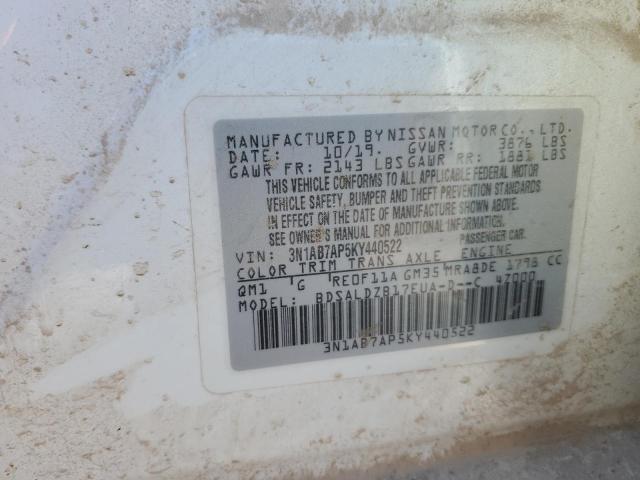 MANUFACTURED BY NISSAN MOTOR CO., LTD.
DATE: 10/19. GVWR: 3876 LBS
GAWR FR: 2143 LBS GAWR RR: 1881 LBS
THIS VEHICLE CONFORMS TO ALL APPLICABLE FEDERAL MOTOR
VEHICLE SAFETY, BUMPER AND THEFT PREVENTION STANDARDS
IN EFFECT ON THE DATE OF MANUFACTURE SHOWN ABOVE.
SEE OWNER'S MANUAL FOR ADDITIONAL INFORMATION.
VIN: 3N1AB7AP5KY440522 PASSENGER CAR.
COLOR TRIM TRANS AXLE ENGINE
QM1 G RE0F11A GM35 MRA8DE 1798 CC
MODEL: BDSALDZB17EUA-D--C 47000
3N1AB7AP5KY440522